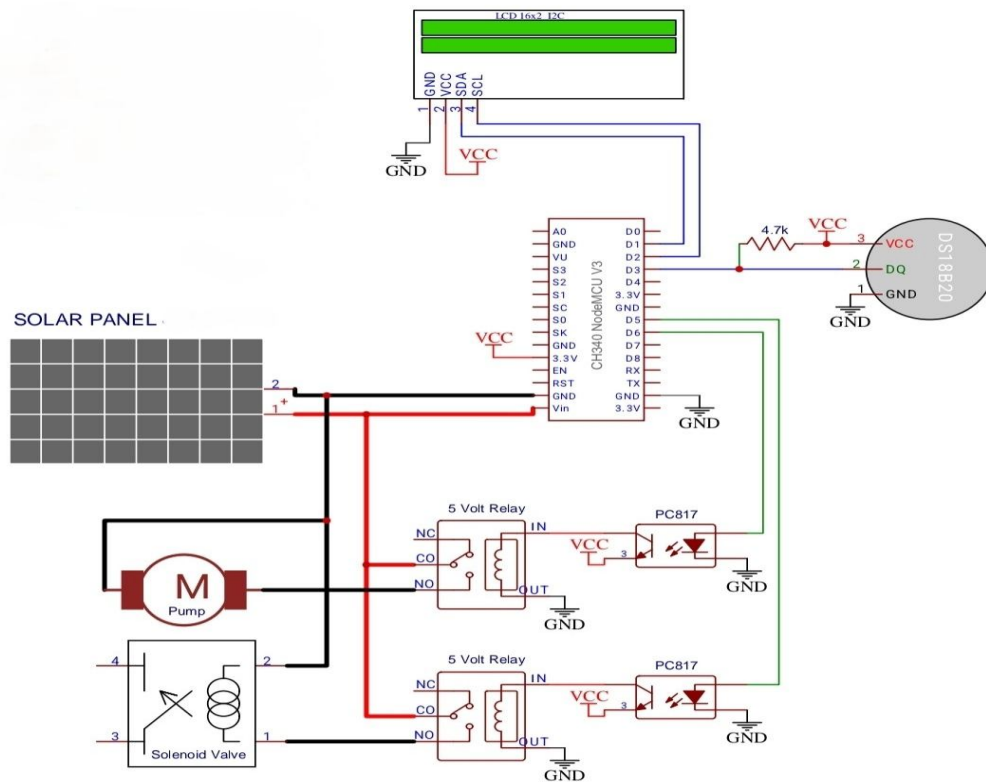 LCD 16x2 I2C
GND
VCC
SDA
SCL
1
2
3
4
GND
VCC
A0
GND
VU
S3
S2
S1
SC
S0
SK
GND
3.3V
EN
RST
GND
Vin
CH340 NodeMCU V3
D0
D1
D2
D3
D4
3.3V
GND
D5
D6
D7
D8
RX
TX
GND
3.3V
VCC
GND
4.7k
VCC
3
2
1
VCC
DQ
GND
DS18B20
GND
SOLAR PANEL
2
1
+
5 Volt Relay
NC
CO
NO
IN
OUT
GND
PC817
VCC
3
GND
M
Pump
4
3
2
1
Solenoid Valve
5 Volt Relay
NC
CO
NO
IN
OUT
GND
PC817
VCC
3
GND